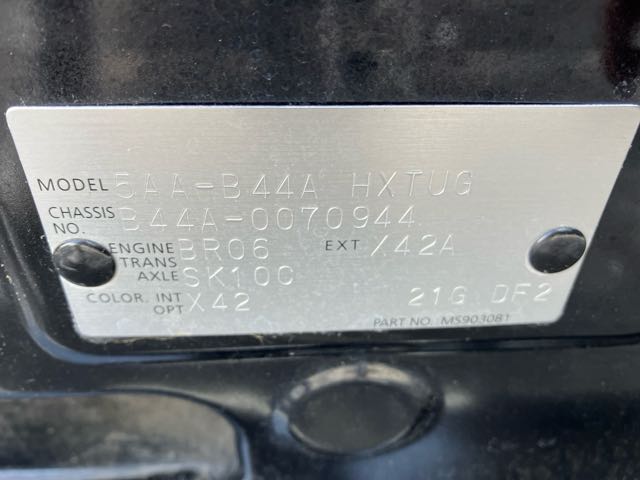 MODEL 5AA-B44A HXTUG
CHASSIS NO. B44A-0070944
ENGINE BR06 EXT X42A
TRANS AXLE SK10C
COLOR. INT X42
OPT 21G DF2
PART NO. MS9030B1